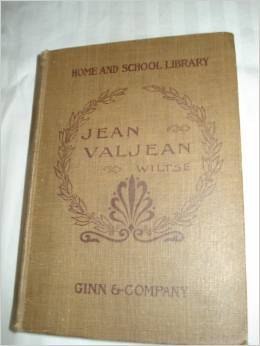 HOME AND SCHOOL LIBRARY
JEAN
VALJEAN
WILTSE
GINN & COMPANY